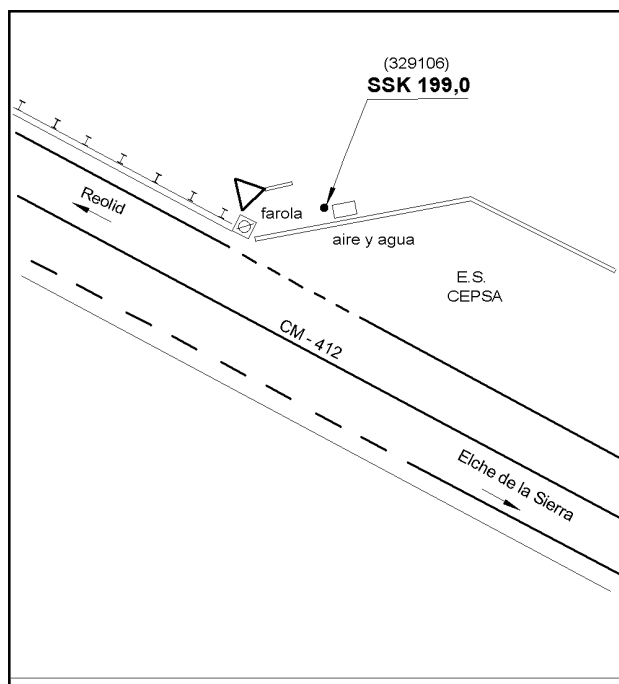 (329106)
SSK 199,0
Reolid
farola
aire y agua
E.S.
CEPSA
CM - 412
Elche de la Sierra